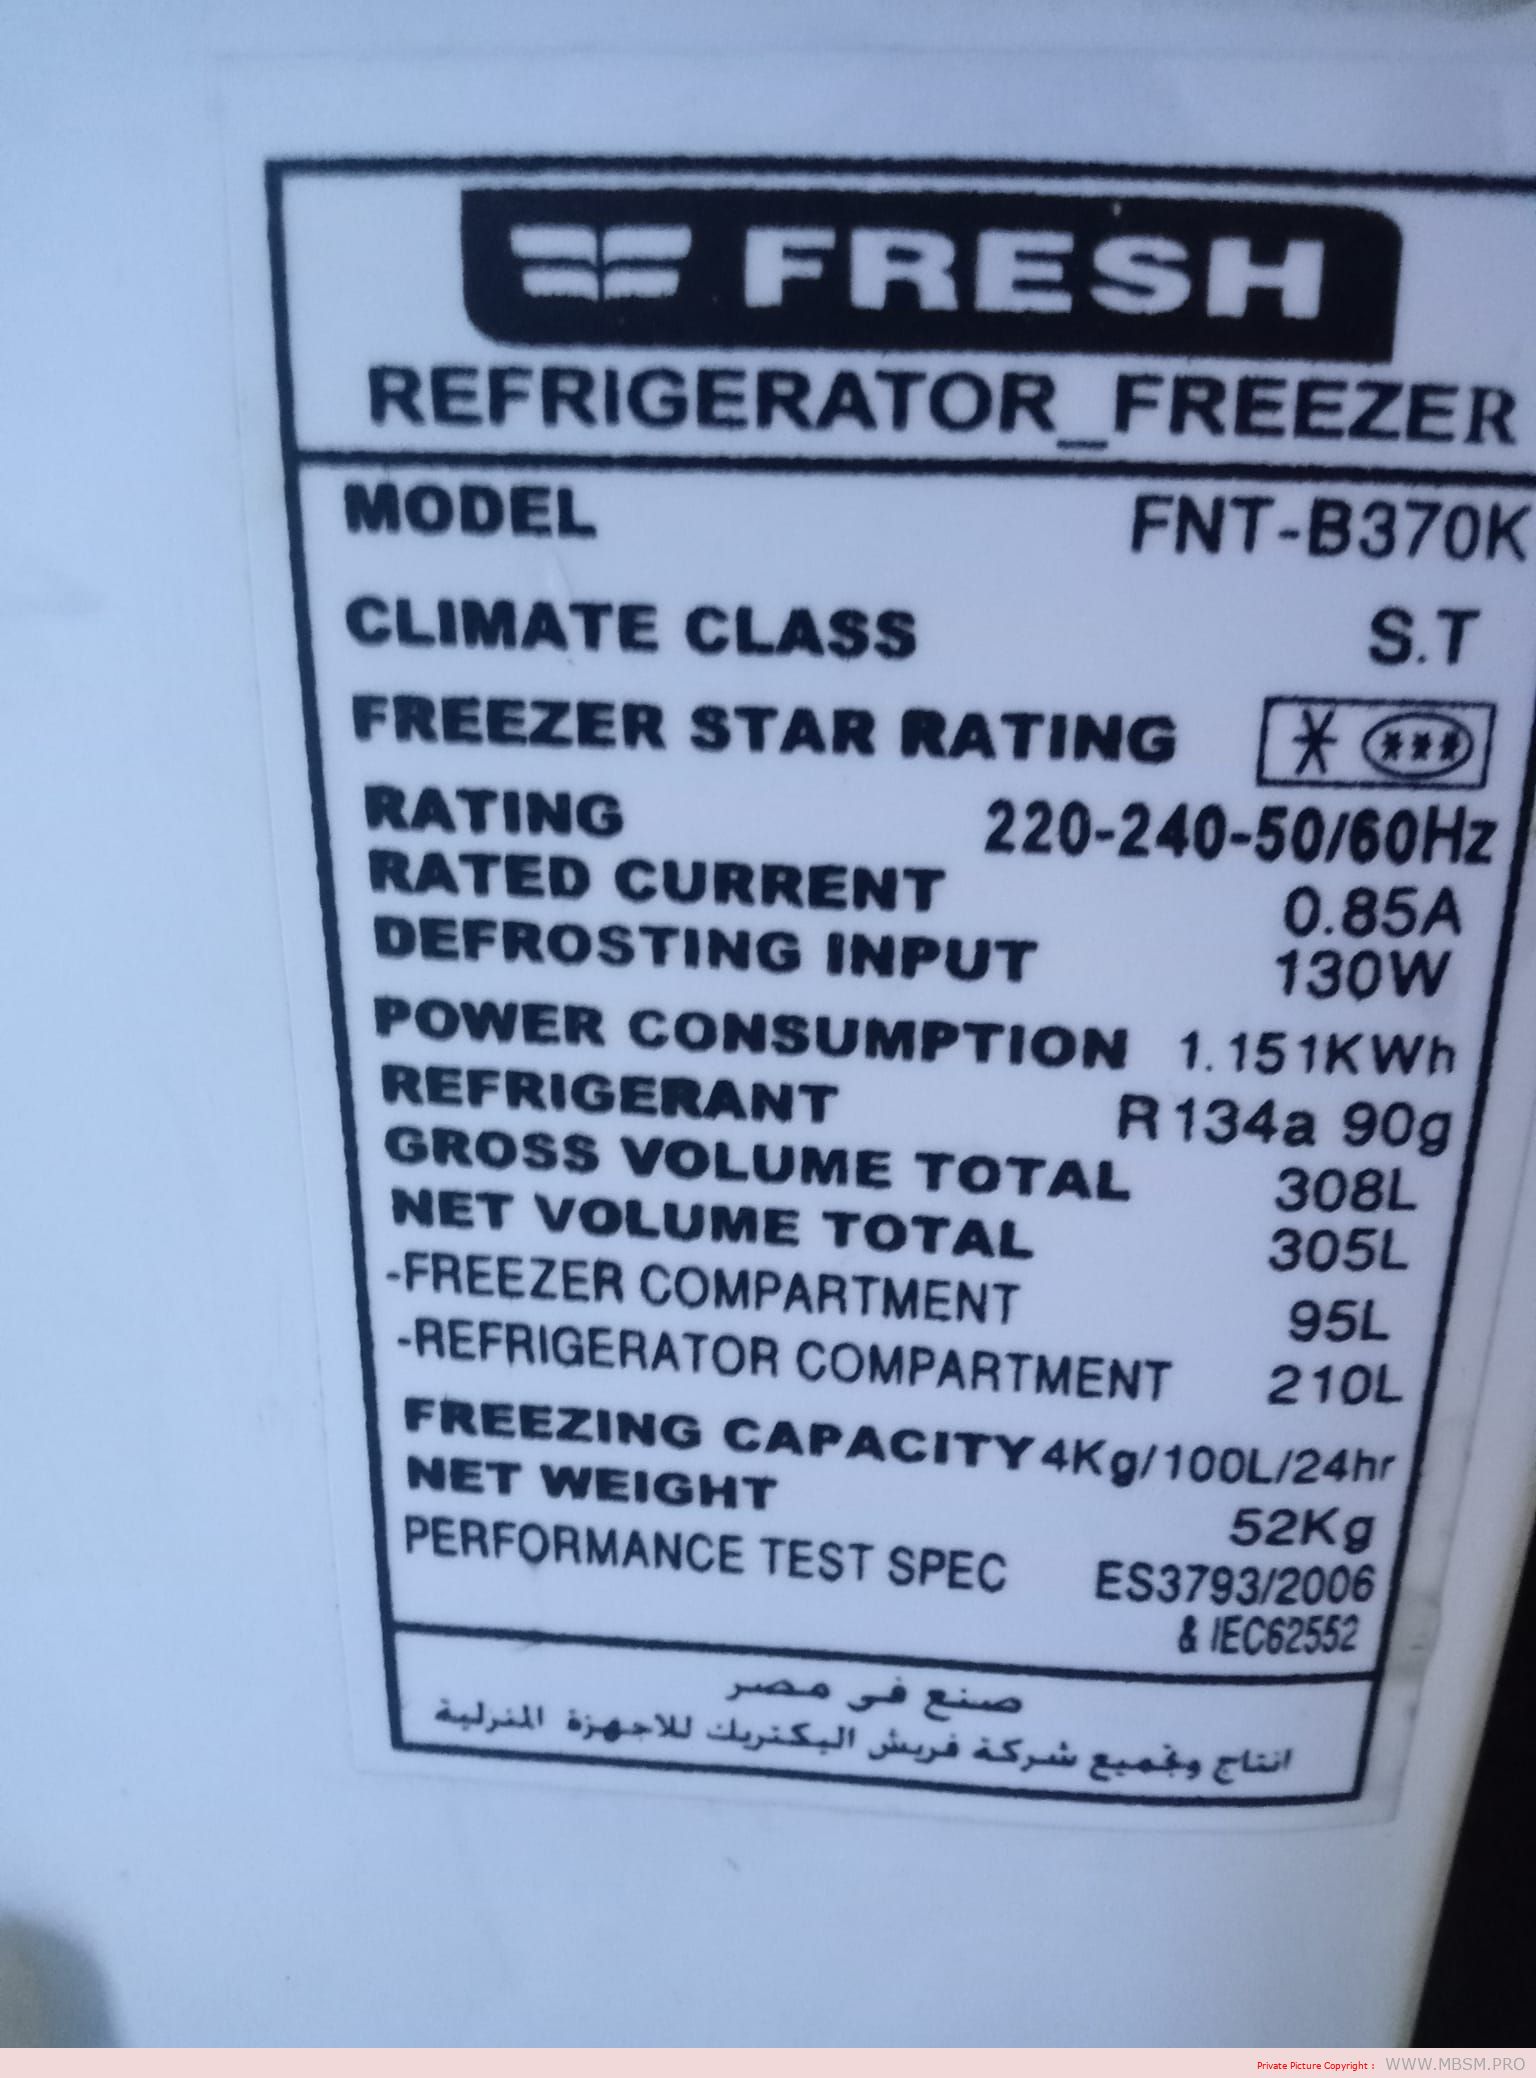 FRESH
REFRIGERATOR_FREEZER
MODEL FNT-B370K
CLIMATE CLASS S.T
FREEZER STAR RATING * ***
RATING 220-240-50/60Hz
RATED CURRENT 0.85A
DEFROSTING INPUT 130W
POWER CONSUMPTION 1.151KWh
REFRIGERANT R134a 90g
GROSS VOLUME TOTAL 308L
NET VOLUME TOTAL 305L
-FREEZER COMPARTMENT 95L
-REFRIGERATOR COMPARTMENT 210L
FREEZING CAPACITY 4Kg/100L/24hr
NET WEIGHT 52Kg
PERFORMANCE TEST SPEC ES3793/2006
& IEC62552
صنع فى مصر
انتاج وتجميع شركة فريش اليكتريك للاجهزة المنزلية
Private Picture Copyright : WWW.MBSM.PRO